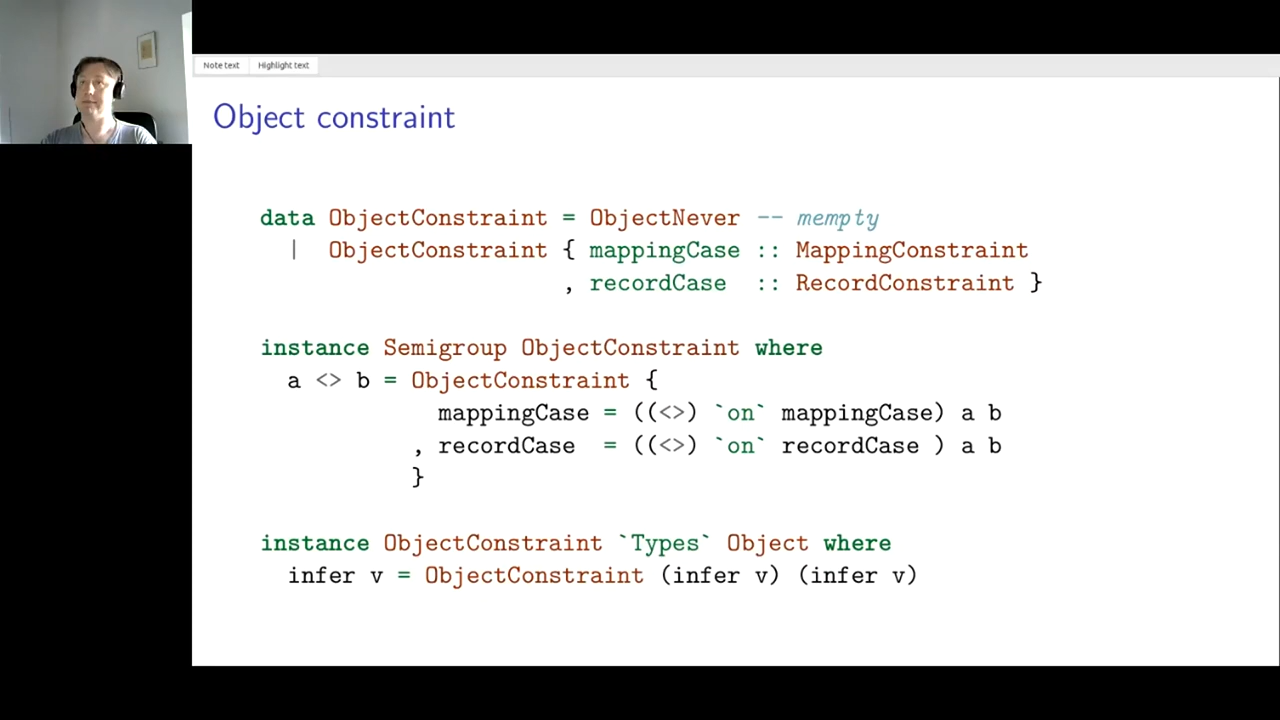 Note text Highlight text
Object constraint
data ObjectConstraint = ObjectNever -- mempty
| ObjectConstraint { mappingCase :: MappingConstraint
, recordCase :: RecordConstraint }
instance Semigroup ObjectConstraint where
a <> b = ObjectConstraint {
mappingCase = ((<>) `on` mappingCase) a b
, recordCase = ((<>) `on` recordCase ) a b
}
instance ObjectConstraint `Types` Object where
infer v = ObjectConstraint (infer v) (infer v)